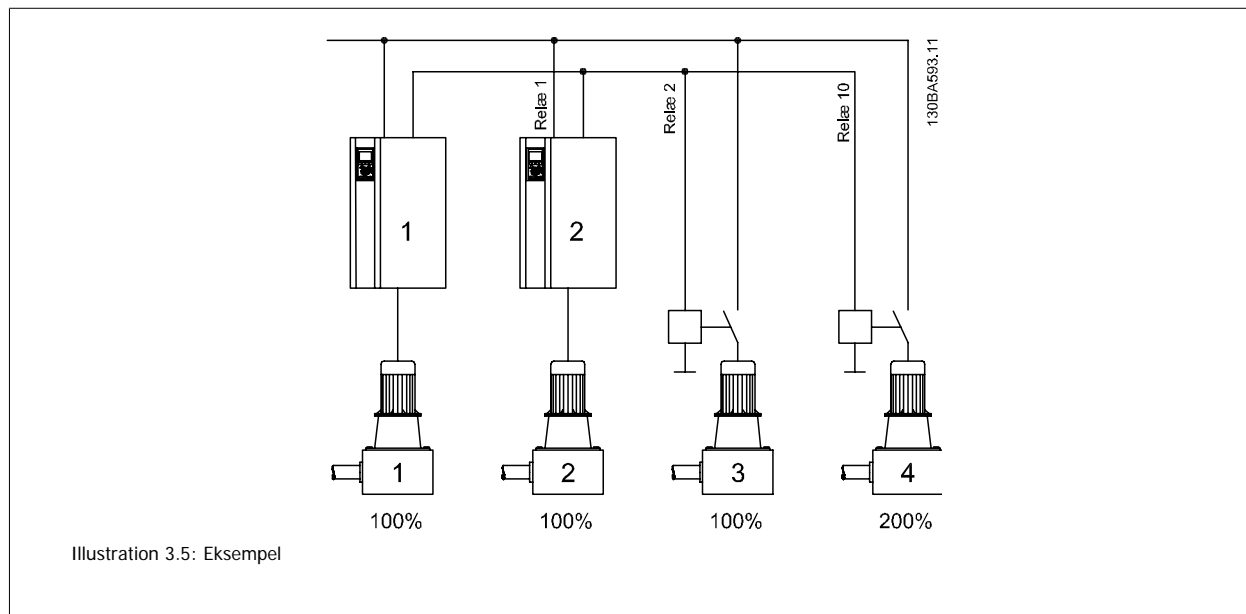 130BA593.11
Relæ 1
Relæ 2
Relæ 10
1
2
1
2
3
4
100%
100%
100%
200%
Illustration 3.5: Eksempel